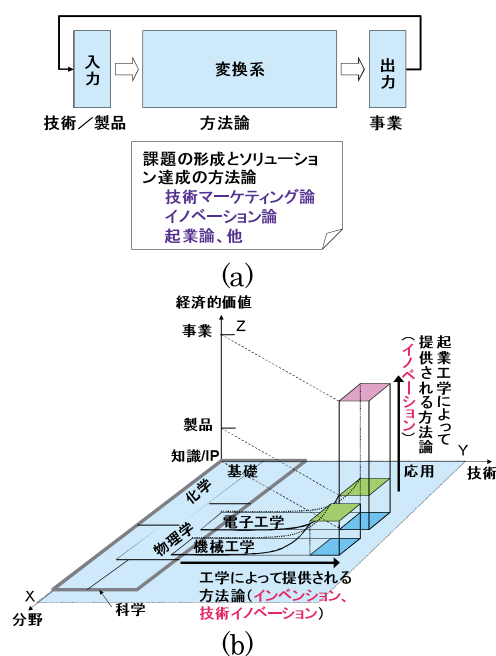 入力
変換系
出力
技術／製品
方法論
事業
課題の形成とソリューショ
ン達成の方法論
技術マーケティング論
イノベーション論
起業論、他
(a)
経済的価値
事業
Z
製品
知識/IP
基礎
化学
物理学
電子工学
機械工学
応用
Y
技術
起業工学によって
提供される方法論
（イノベーション）
X
分野
科学
工学によって提供される
方法論（インベンション、
技術イノベーション）
(b)